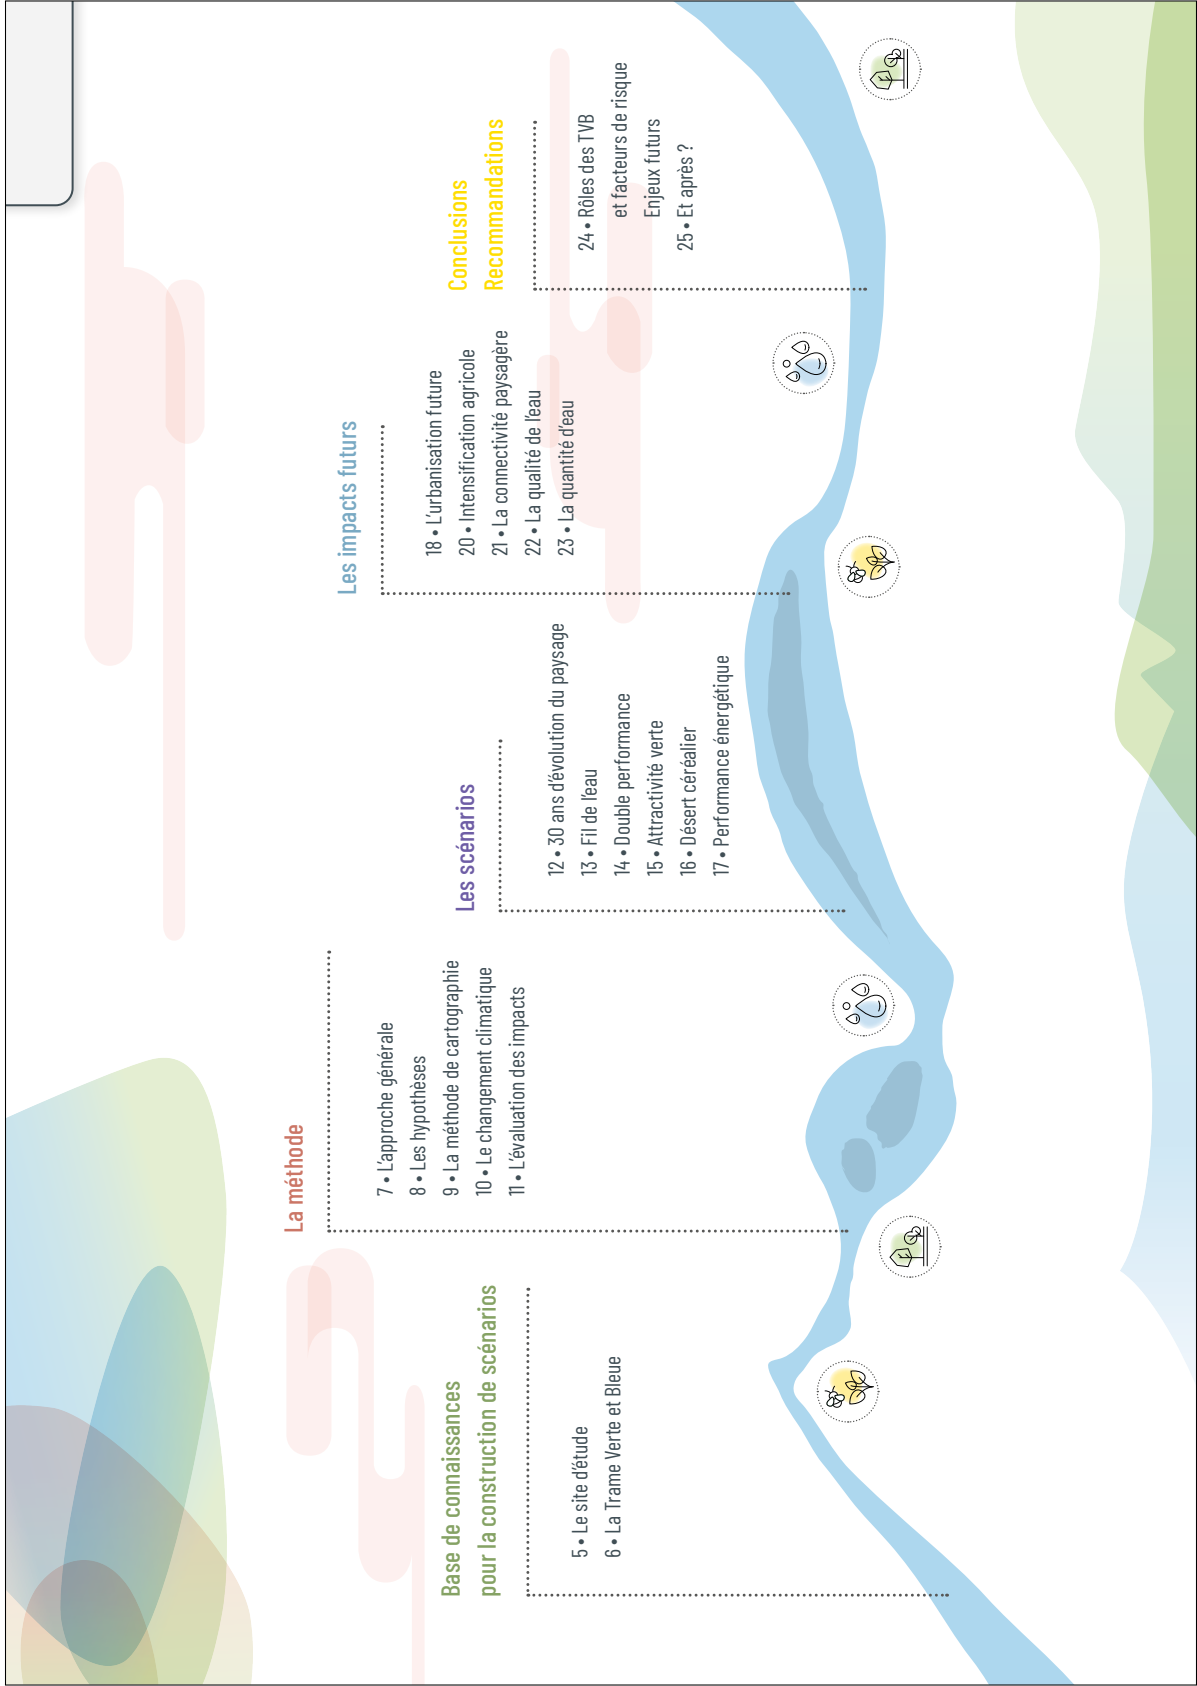 Base de connaissances
pour la construction de scénarios
5 • Le site d'étude
6 • La Trame Verte et Bleue
La méthode
7 • L'approche générale
8 • Les hypothèses
9 • La méthode de cartographie
10 • Le changement climatique
11 • L'évaluation des impacts
Les scénarios
12 • 30 ans d'évolution du paysage
13 • Fil de l'eau
14 • Double performance
15 • Attractivité verte
16 • Désert céréalier
17 • Performance énergétique
Les impacts futurs
18 • L'urbanisation future
20 • Intensification agricole
21 • La connectivité paysagère
22 • La qualité de l'eau
23 • La quantité d'eau
Conclusions
Recommandations
24 • Rôles des TVB
et facteurs de risque
Enjeux futurs
25 • Et après ?